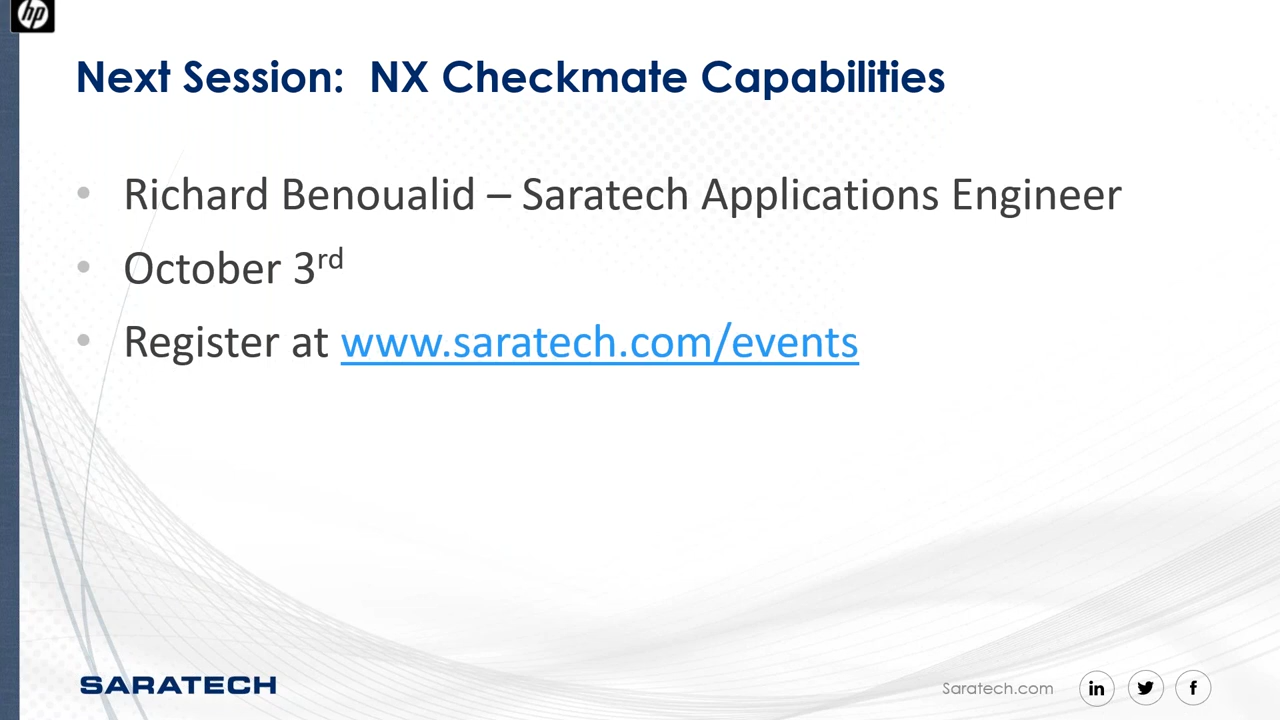 hp
Next Session: NX Checkmate Capabilities
• Richard Benoualid – Saratech Applications Engineer
• October 3rd
• Register at www.saratech.com/events
SARATECH
Saratech.com in f